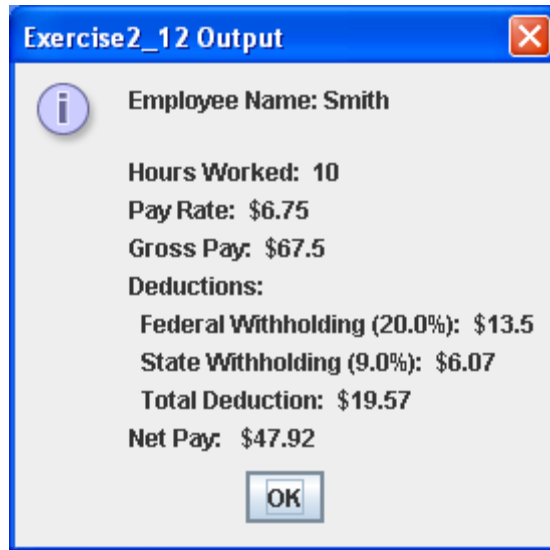 Exercise2_12 Output
Employee Name: Smith
Hours Worked: 10
Pay Rate: $6.75
Gross Pay: $67.5
Deductions:
Federal Withholding (20.0%): $13.5
State Withholding (9.0%): $6.07
Total Deduction: $19.57
Net Pay: $47.92
OK